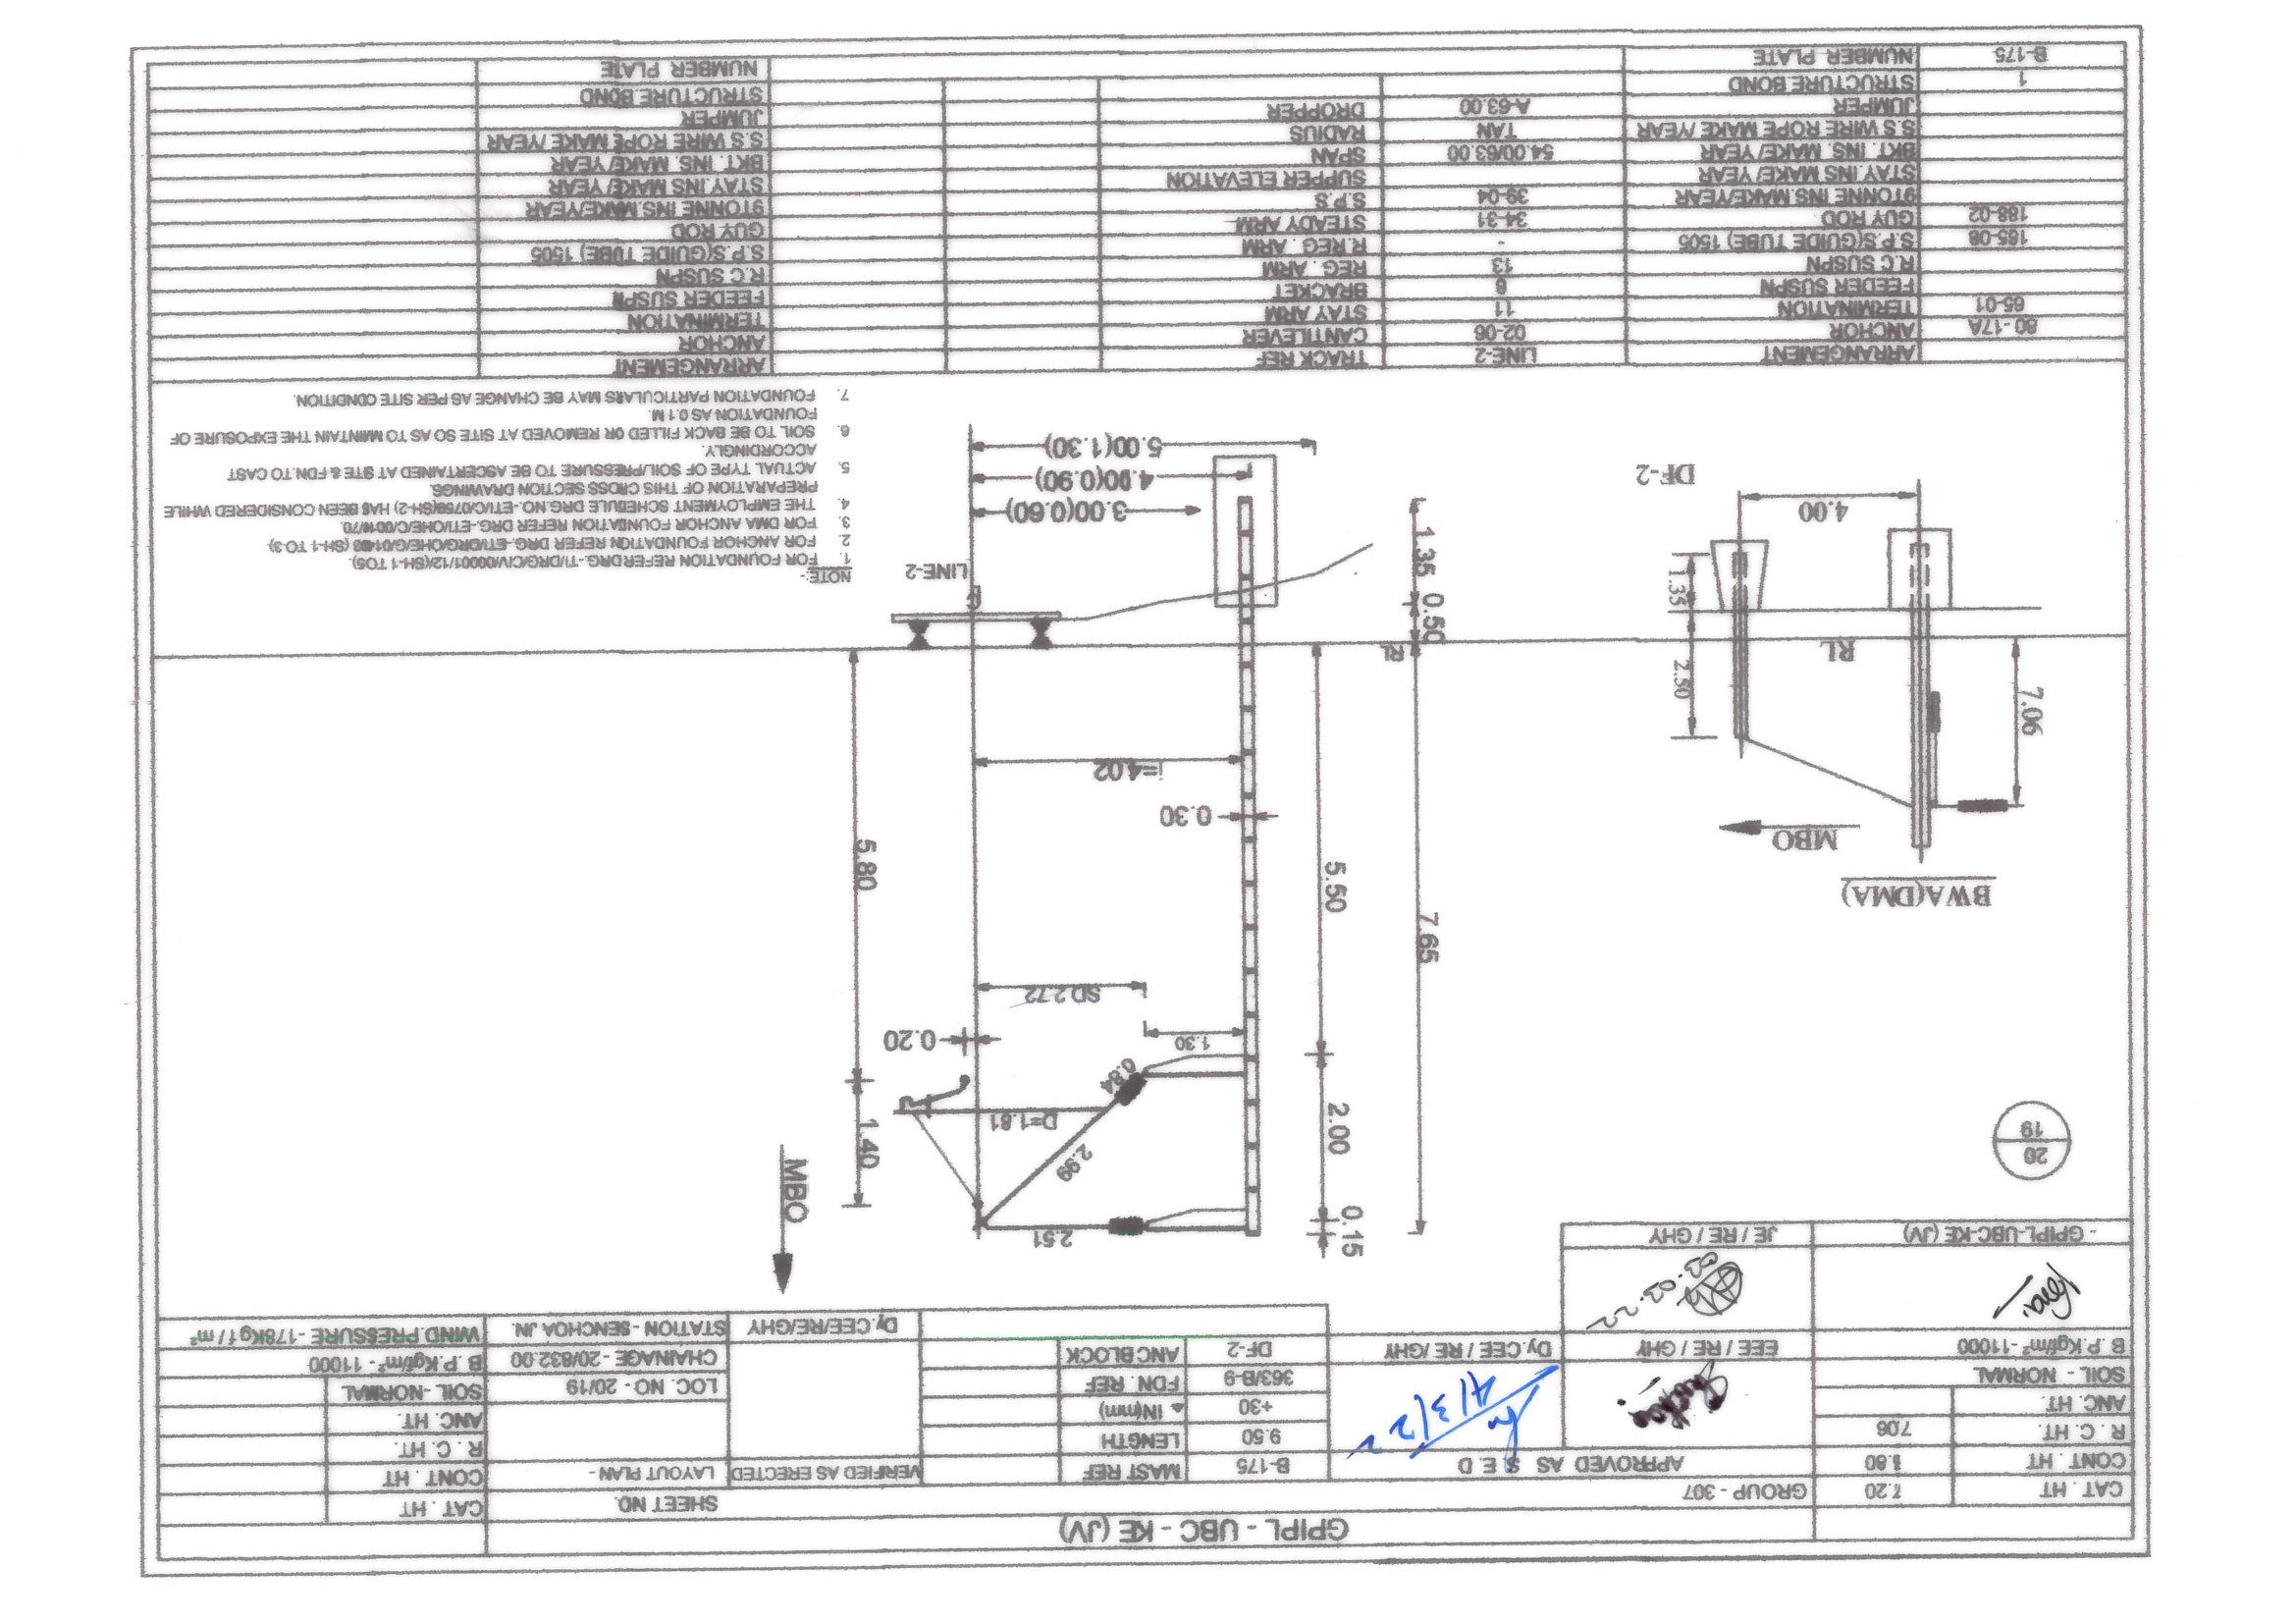 GPIPL - UBC - KE (JV)
CAT . HT 7.20 GROUP - 307 SHEET NO. CAT . HT
CONT . HT 5.80 APPROVED AS S. E. D B-175 MAST REF VERIFIED AS ERECTED LAYOUT PLAN - CONT . HT
R . C. HT. 7.06 9.50 LENGTH R . C. HT.
ANC. HT. +30 IN(mm) ANC. HT.
SOIL - NORMAL 363/B-9 FDN . REF LOC. NO - 20/19 SOIL -NORMAL
B .P.Kgf/m² -11000 EEE / RE / GHY Dy.CEE / RE /GHY DF-2 ANC BLOCK CHAINAGE - 20/832.00 B .P.Kgf/m² - 11000
4/3/22
Dy.CEE/RE/GHY STATION - SENCHOA JN. WIND.PRESSURE -178Kg f / m²
03.03.22
- GPIPL-UBC-KE (JV) JE / RE / GHY
20
19
0.15
2.51
MBO
2.00
2.99
1.40
D=1.81
0.84
1.30
0.20
SD 2.72
7.65
5.50
5.80
0.30
i=4.02
BWA(DMA)
MBO
7.06
RL
2.50
1.35
4.00
DF-2
RL
0.50
1.35
LINE-2
3.00(0.60)
4.00(0.90)
5.00(1.30)
NOTE:-
1. FOR FOUNDATION REFER DRG.-TI/DRG/CIV/00001/12/(SH-1 TO5).
2. FOR ANCHOR FOUNDATION REFER DRG.-ETI/DRG/OHE/G/01403 (SH-1 TO 3)
3. FOR DMA ANCHOR FOUNDATION REFER DRG.-ETI/OHE/C/
4. THE EMPLOYMENT SCHEDULE DRG.NO.-ETI/C/0758(SH-2) HAS BEEN CONSIDERED WHILE
PREPARATION OF THIS CROSS SECTION DRAWINGS.
5. ACTUAL TYPE OF SOIL/PRESSURE TO BE ASCERTAINED AT SITE & FDN.TO CAST
ACCORDINGLY.
6. SOIL TO BE BACK FILLED OR REMOVED AT SITE SO AS TO MAINTAIN THE EXPOSURE OF
FOUNDATION AS 0.1 M.
7. FOUNDATION PARTICULARS MAY BE CHANGE AS PER SITE CONDITION.
ARRANGEMENT LINE-2 TRACK REF ARRANGEMENT
80 -17A ANCHOR 02-06 CANTILEVER ANCHOR
65-01 TERMINATION 11 STAY ARM TERMINATION
FEEDER SUSPN 6 BRACKET FEEDER SUSPN
R.C SUSPN 13 REG . ARM R.C SUSPN
165-08 S.P.S(GUIDE TUBE) 1505 - R.REG . ARM S.P.S(GUIDE TUBE) 1505
188-02 GUY ROD 34-31 STEADY ARM GUY ROD
9TONNE INS.MAKE/YEAR 39-04 S.P.S 9TONNE INS.MAKE/YEAR
STAY.INS MAKE/ YEAR SUPPER ELEVATION STAY.INS MAKE/ YEAR
BKT. INS. MAKE/ YEAR 54.00/63.00 SPAN BKT. INS. MAKE/ YEAR
S.S WIRE ROPE MAKE /YEAR TAN RADIUS S.S WIRE ROPE MAKE /YEAR
JUMPER A-63.00 DROPPER JUMPER
1 STRUCTURE.BOND STRUCTURE.BOND
B-175 NUMBER PLATE NUMBER PLATE